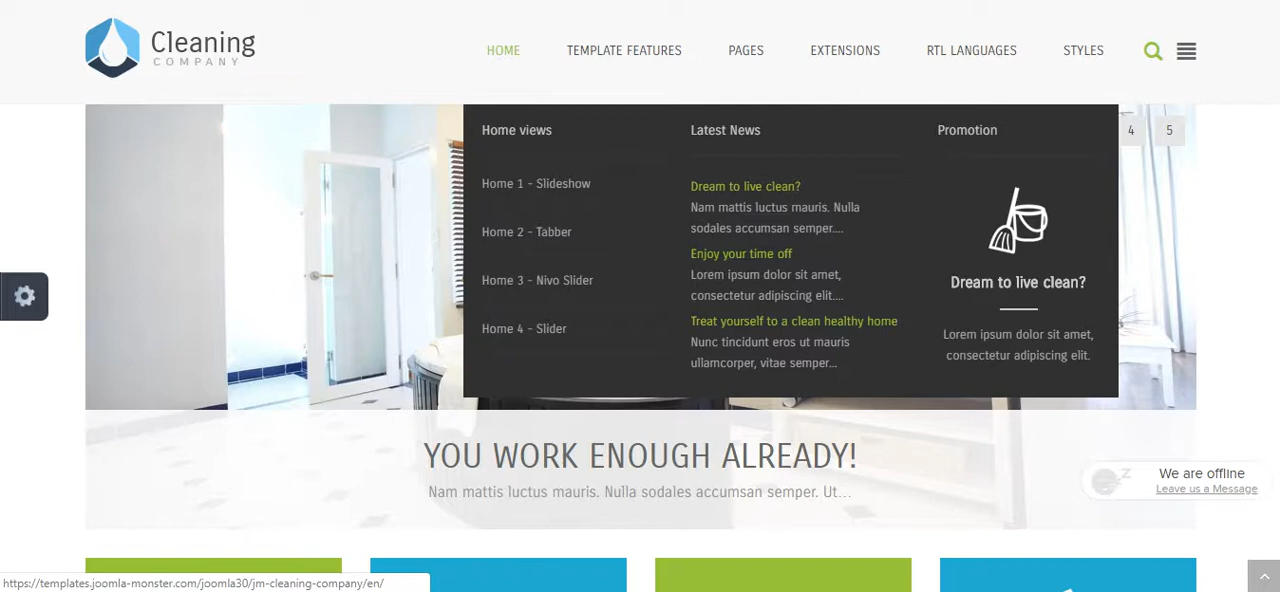 Cleaning
COMPANY
HOME
TEMPLATE FEATURES
PAGES
EXTENSIONS
RTL LANGUAGES
STYLES
4
5
Home views
Home 1 - Slideshow
Home 2 - Tabber
Home 3 - Nivo Slider
Home 4 - Slider
Latest News
Dream to live clean?
Nam mattis luctus mauris. Nulla
sodales accumsan semper....
Enjoy your time off
Lorem ipsum dolor sit amet,
consectetur adipiscing elit....
Treat yourself to a clean healthy home
Nunc tincidunt eros ut mauris
ullamcorper, vitae semper...
Promotion
Dream to live clean?
Lorem ipsum dolor sit amet,
consectetur adipiscing elit.
YOU WORK ENOUGH ALREADY!
Nam mattis luctus mauris. Nulla sodales accumsan semper. Ut...
Z
We are offline
Leave us a Message
https://templates.joomla-monster.com/joomla30/jm-cleaning-company/en/